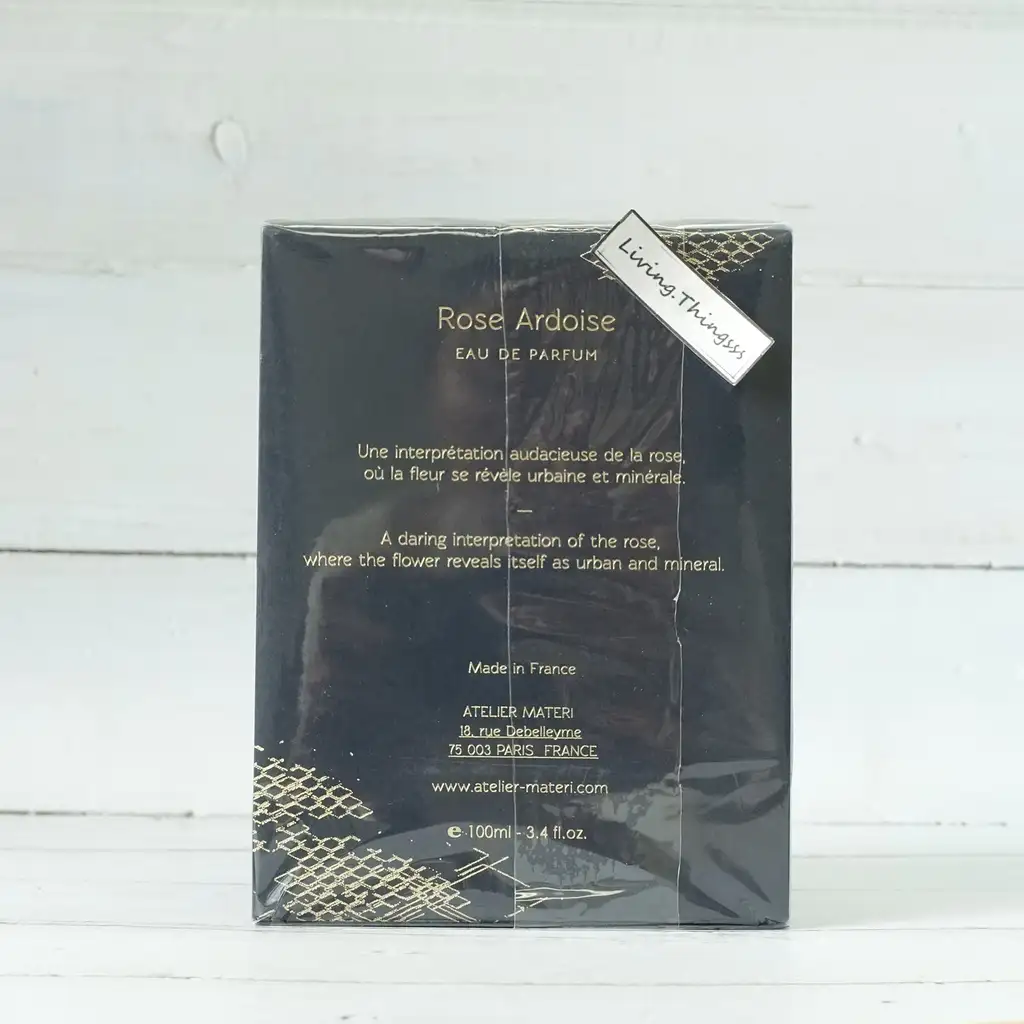 Living.Thingsss
Rose Ardoise
EAU DE PARFUM
Une interprétation audacieuse de la rose,
où la fleur se révèle urbaine et minérale.
—
A daring interpretation of the rose,
where the flower reveals itself as urban and mineral.
Made in France
ATELIER MATERI
18, rue Debelleyme
75 003 PARIS FRANCE
www.atelier-materi.com
℮ 100ml - 3.4 fl.oz.